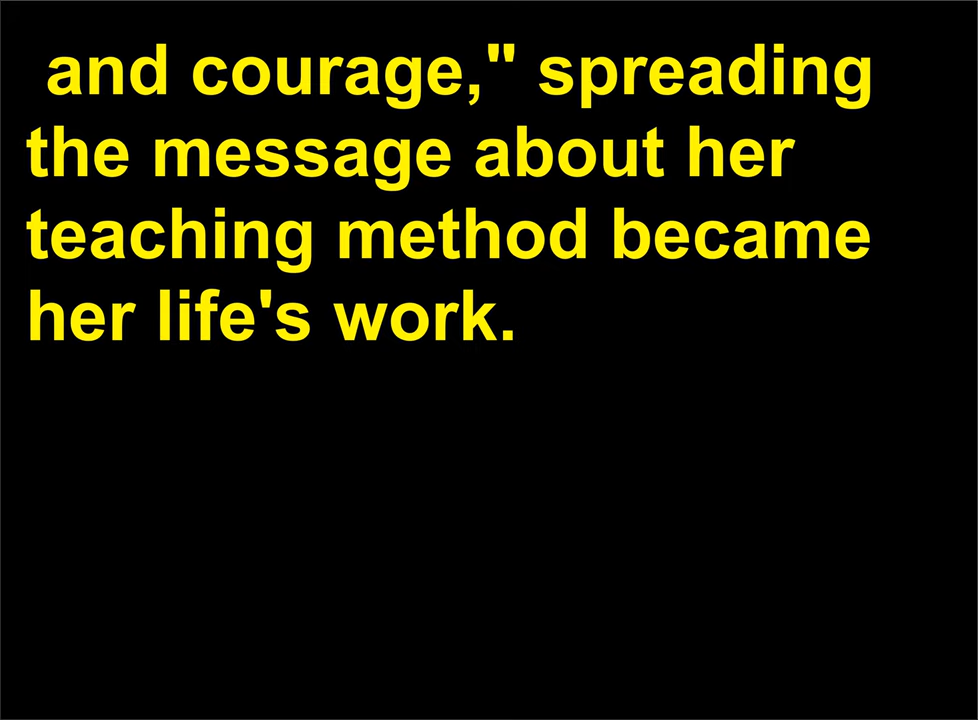 and courage," spreading
the message about her
teaching method became
her life's work.